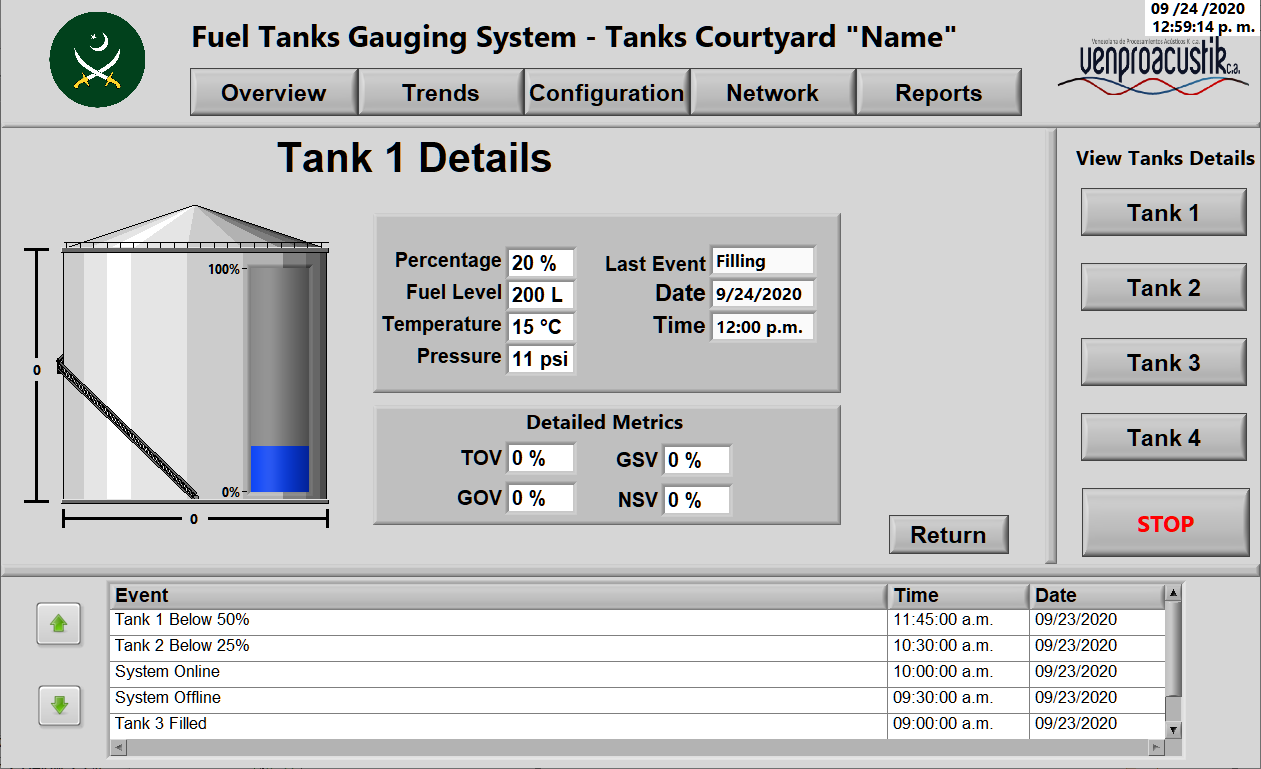 09 /24 /2020
12:59:14 p. m.
Fuel Tanks Gauging System - Tanks Courtyard "Name"
Venezolana de Procesamientos Acústicos K c.a.
venproacustik c.a.
Overview
Trends
Configuration
Network
Reports
Tank 1 Details
View Tanks Details
Tank 1
Tank 2
Tank 3
Tank 4
STOP
100%
0%
0
0
Percentage 20 %
Fuel Level 200 L
Temperature 15 °C
Pressure 11 psi
Last Event Filling
Date 9/24/2020
Time 12:00 p.m.
Detailed Metrics
TOV 0 %
GSV 0 %
GOV 0 %
NSV 0 %
Return
Event Time Date
Tank 1 Below 50% 11:45:00 a.m. 09/23/2020
Tank 2 Below 25% 10:30:00 a.m. 09/23/2020
System Online 10:00:00 a.m. 09/23/2020
System Offline 09:30:00 a.m. 09/23/2020
Tank 3 Filled 09:00:00 a.m. 09/23/2020